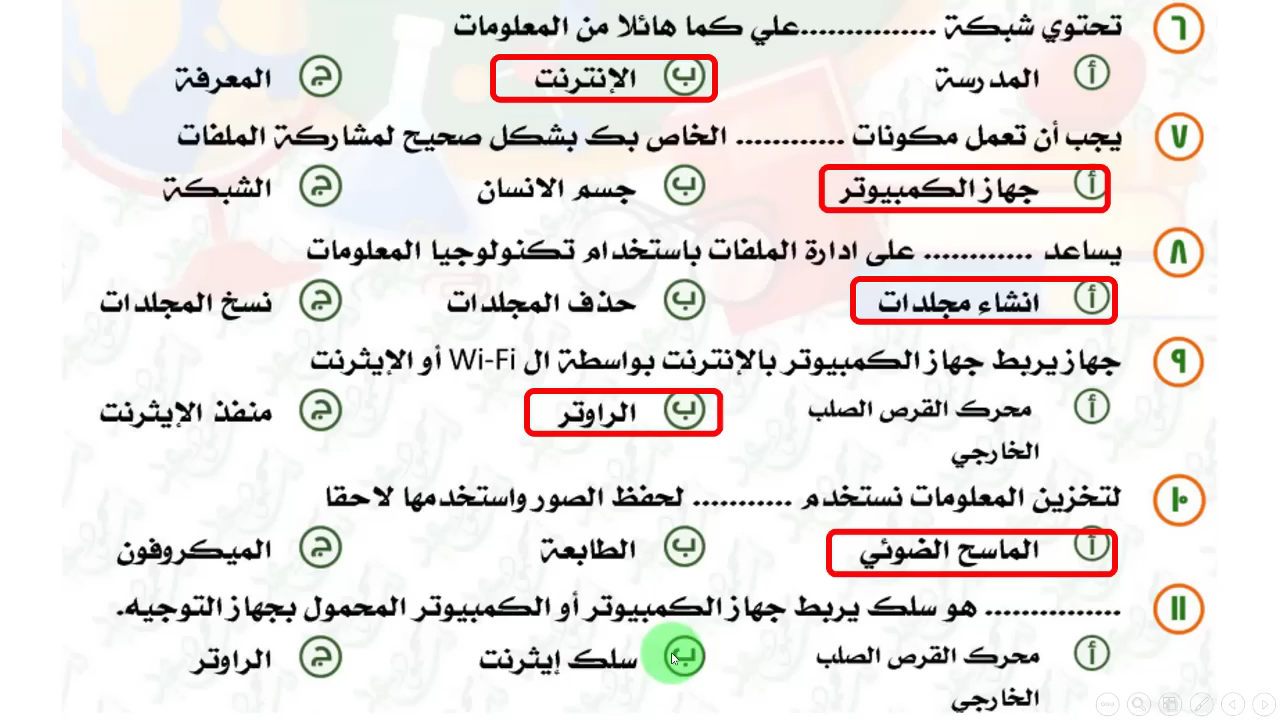 ٦ تحتوي شبكة ...............علي كما هائلا من المعلومات
أ المدرسة ب الإنترنت ج المعرفة
٧ يجب أن تعمل مكونات ............ الخاص بك بشكل صحيح لمشاركة الملفات
أ جهاز الكمبيوتر ب جسم الانسان ج الشبكة
٨ يساعد ............ على ادارة الملفات باستخدام تكنولوجيا المعلومات
أ انشاء مجلدات ب حذف المجلدات ج نسخ المجلدات
٩ جهاز يربط جهاز الكمبيوتر بالإنترنت بواسطة ال Wi-Fi أو الإيثرنت
أ محرك القرص الصلب ب الراوتر ج منفذ الإيثرنت
الخارجي
١٠ لتخزين المعلومات نستخدم ........... لحفظ الصور واستخدمها لاحقا
أ الماسح الضوئي ب الطابعة ج الميكروفون
١١ ............... هو سلك يربط جهاز الكمبيوتر أو الكمبيوتر المحمول بجهاز التوجيه.
أ محرك القرص الصلب ب سلك إيثرنت ج الراوتر
الخارجي